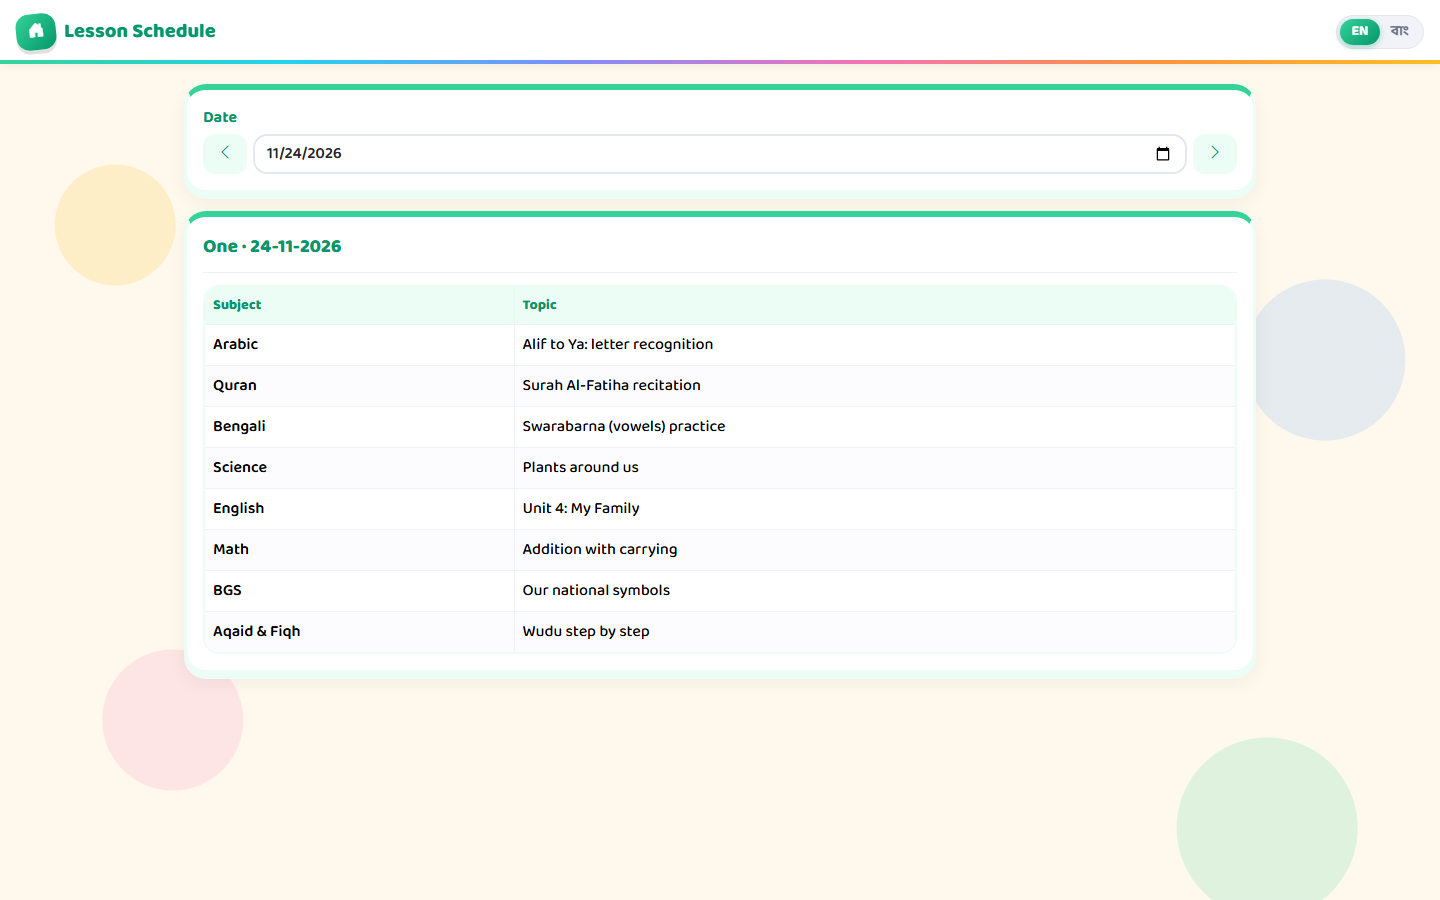 Lesson Schedule
EN বাং
Date
11/24/2026
One · 24-11-2026
Subject Topic
Arabic Alif to Ya: letter recognition
Quran Surah Al-Fatiha recitation
Bengali Swarabarna (vowels) practice
Science Plants around us
English Unit 4: My Family
Math Addition with carrying
BGS Our national symbols
Aqaid & Fiqh Wudu step by step